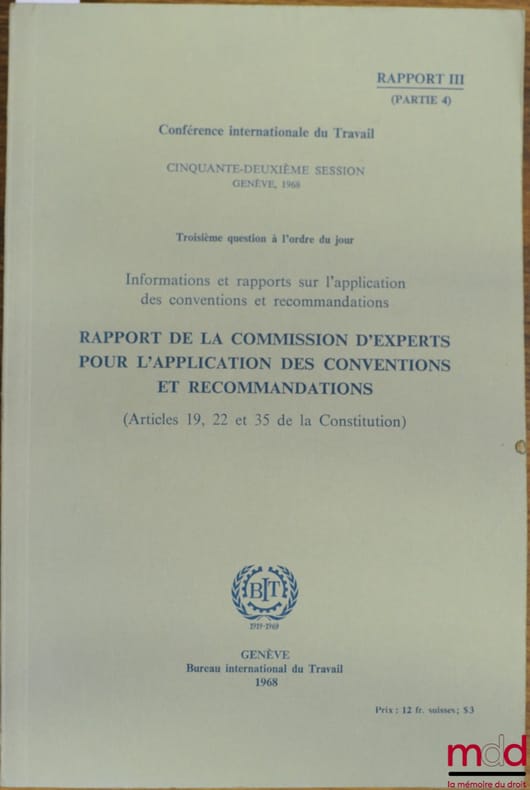 RAPPORT III
(PARTIE 4)
Conférence internationale du Travail
CINQUANTE-DEUXIÈME SESSION
GENÈVE, 1968
Troisième question à l'ordre du jour
Informations et rapports sur l'application
des conventions et recommandations
RAPPORT DE LA COMMISSION D'EXPERTS
POUR L'APPLICATION DES CONVENTIONS
ET RECOMMANDATIONS
(Articles 19, 22 et 35 de la Constitution)
BIT
1919-1969
GENÈVE
Bureau international du Travail
1968
Prix : 12 fr. suisses; $3
mdd
la mémoire du droit